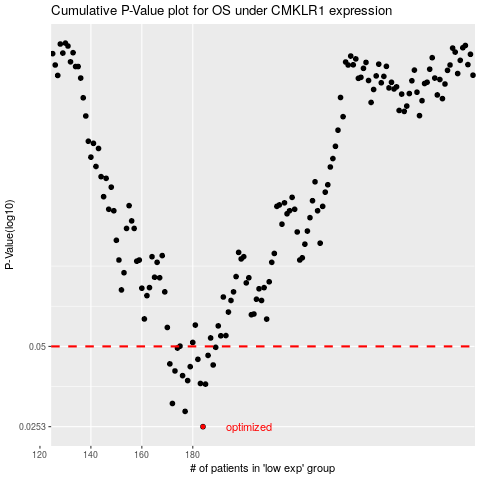 Cumulative P-Value plot for OS under CMKLR1 expression
P-Value(log10)
0.05
0.0253
optimized
120 140 160 180
# of patients in 'low exp' group